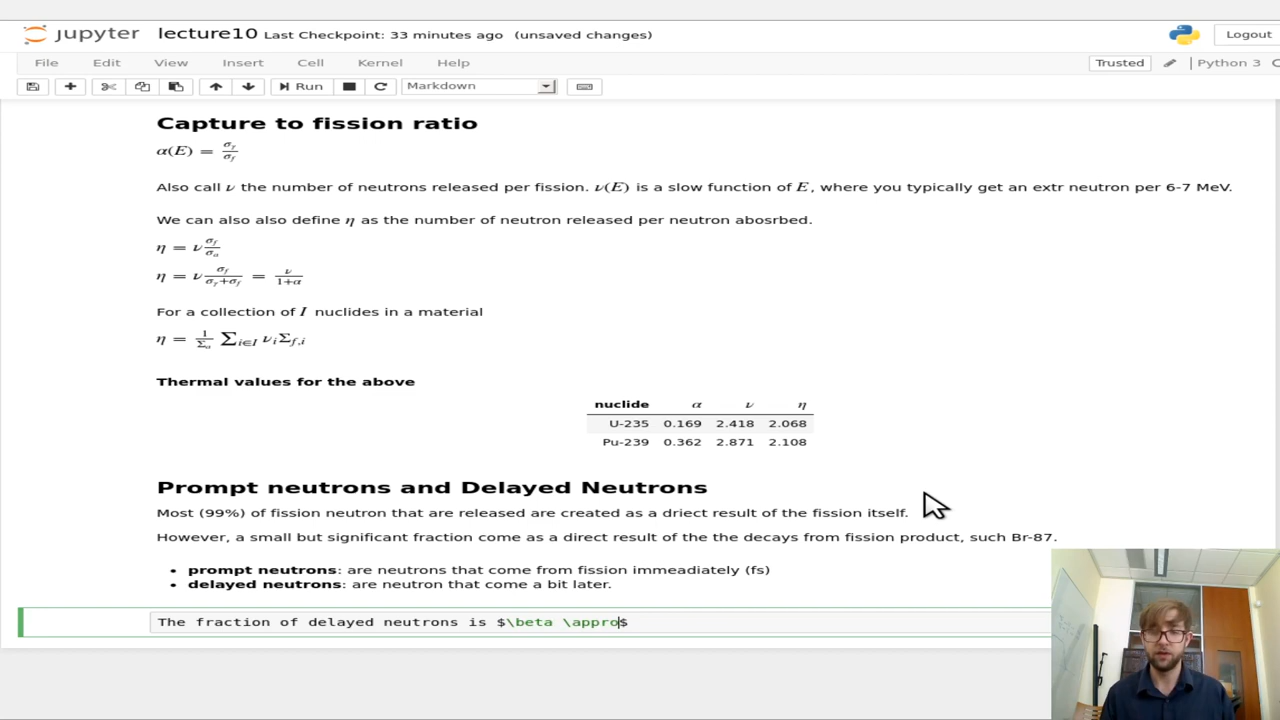 jupyter lecture10 Last Checkpoint: 33 minutes ago (unsaved changes) Logout
File Edit View Insert Cell Kernel Help Trusted Python 3
Run Markdown
Capture to fission ratio
α(E) = σγ/σf
Also call ν the number of neutrons released per fission. ν(E) is a slow function of E, where you typically get an extr neutron per 6-7 MeV.
We can also also define η as the number of neutron released per neutron abosrbed.
η = ν σf/σa
η = ν σf/(σγ+σf) = ν/(1+α)
For a collection of I nuclides in a material
η = 1/Σa ∑i∈I νiΣf,i
Thermal values for the above
nuclide α ν η
U-235 0.169 2.418 2.068
Pu-239 0.362 2.871 2.108
Prompt neutrons and Delayed Neutrons
Most (99%) of fission neutron that are released are created as a driect result of the fission itself.
However, a small but significant fraction come as a direct result of the the decays from fission product, such Br-87.
• prompt neutrons: are neutrons that come from fission immeadiately (fs)
• delayed neutrons: are neutron that come a bit later.
The fraction of delayed neutrons is $\beta \appro$